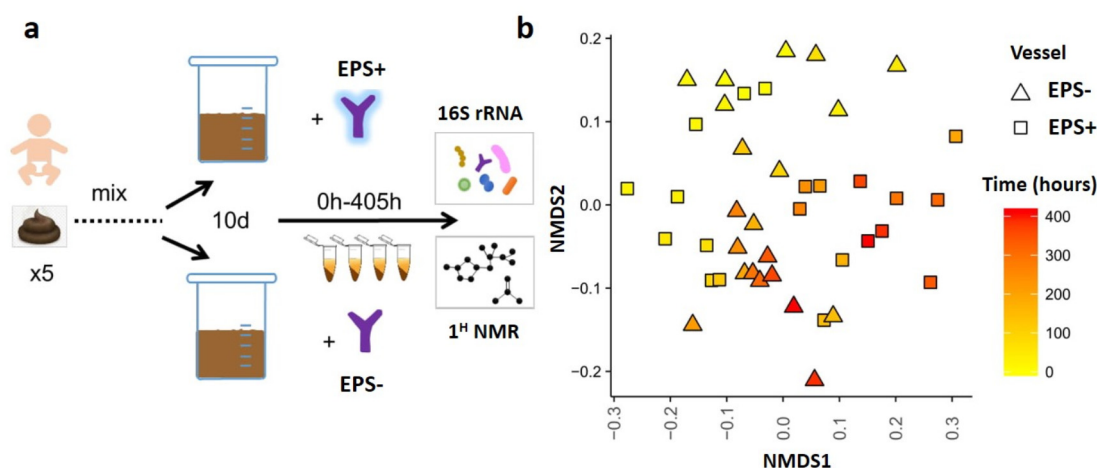 a
mix
x5
10d
+
EPS+
16S rRNA
0h-405h
+
EPS-
1ᴴ NMR
b
NMDS2
0.2
0.1
0.0
−0.1
−0.2
−0.3
−0.2
−0.1
0.0
0.1
0.2
0.3
NMDS1
Vessel
EPS-
EPS+
Time (hours)
400
300
200
100
0